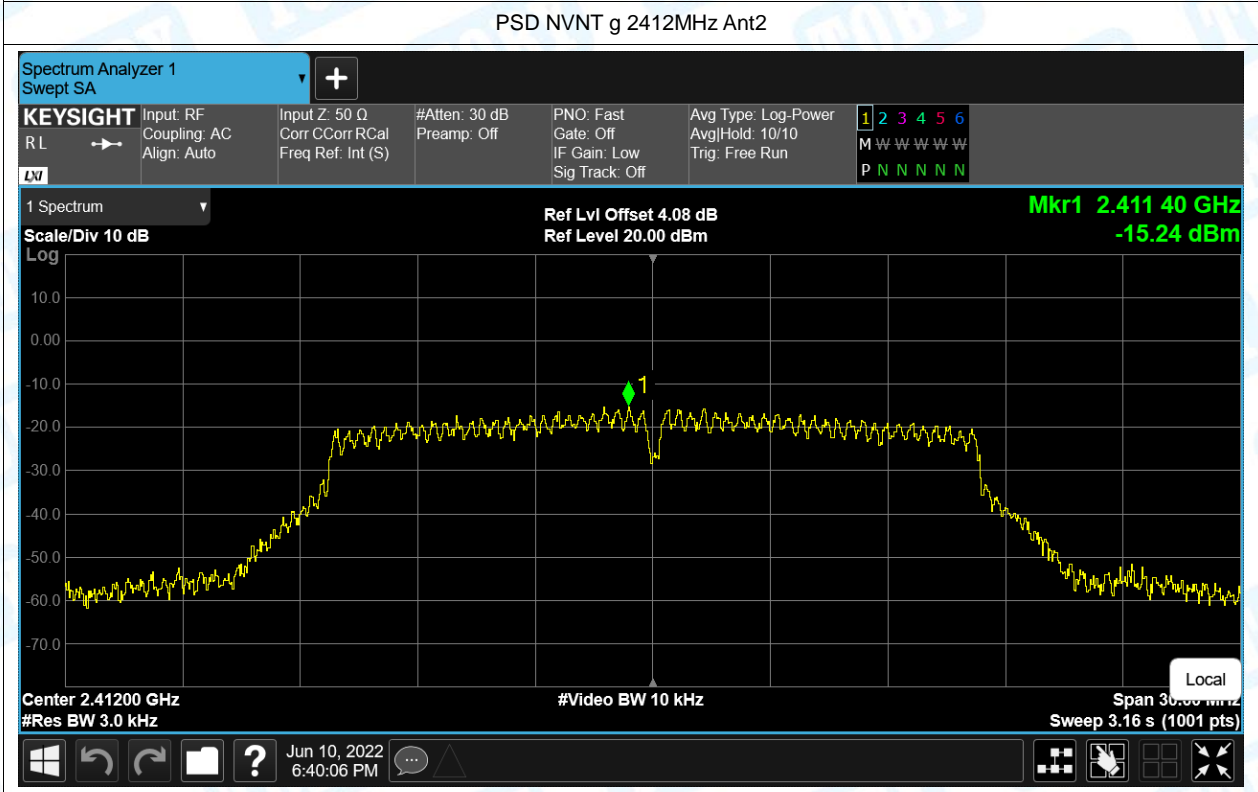 PSD NVNT g 2412MHz Ant2
Spectrum Analyzer 1
Swept SA
KEYSIGHT
R L
LXI
Input: RF
Coupling: AC
Align: Auto
Input Z: 50 Ω
Corr CCorr RCal
Freq Ref: Int (S)
#Atten: 30 dB
Preamp: Off
PNO: Fast
Gate: Off
IF Gain: Low
Sig Track: Off
Avg Type: Log-Power
Avg|Hold: 10/10
Trig: Free Run
1 2 3 4 5 6
M W W W W W
P N N N N N
1 Spectrum
Scale/Div 10 dB
Log
Ref Lvl Offset 4.08 dB
Ref Level 20.00 dBm
Mkr1 2.411 40 GHz
-15.24 dBm
10.0
0.00
-10.0
1
-20.0
-30.0
-40.0
-50.0
-60.0
-70.0
Local
Center 2.41200 GHz
#Video BW 10 kHz
Span 30.00 MHz
#Res BW 3.0 kHz
Sweep 3.16 s (1001 pts)
Jun 10, 2022
6:40:06 PM